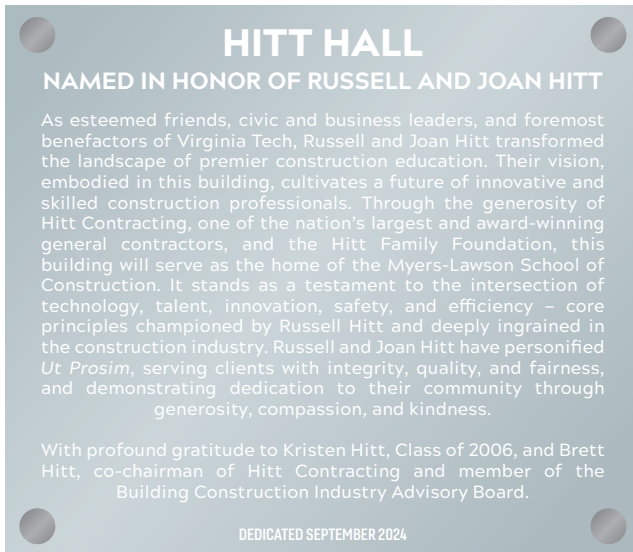 HITT HALL
NAMED IN HONOR OF RUSSELL AND JOAN HITT
As esteemed friends, civic and business leaders, and foremost
benefactors of Virginia Tech, Russell and Joan Hitt transformed
the landscape of premier construction education. Their vision,
embodied in this building, cultivates a future of innovative and
skilled construction professionals. Through the generosity of
Hitt Contracting, one of the nation's largest and award-winning
general contractors, and the Hitt Family Foundation, this
building will serve as the home of the Myers-Lawson School of
Construction. It stands as a testament to the intersection of
technology, talent, innovation, safety, and efficiency – core
principles championed by Russell Hitt and deeply ingrained in
the construction industry. Russell and Joan Hitt have personified
Ut Prosim, serving clients with integrity, quality, and fairness,
and demonstrating dedication to their community through
generosity, compassion, and kindness.
With profound gratitude to Kristen Hitt, Class of 2006, and Brett
Hitt, co-chairman of Hitt Contracting and member of the
Building Construction Industry Advisory Board.
DEDICATED SEPTEMBER 2024